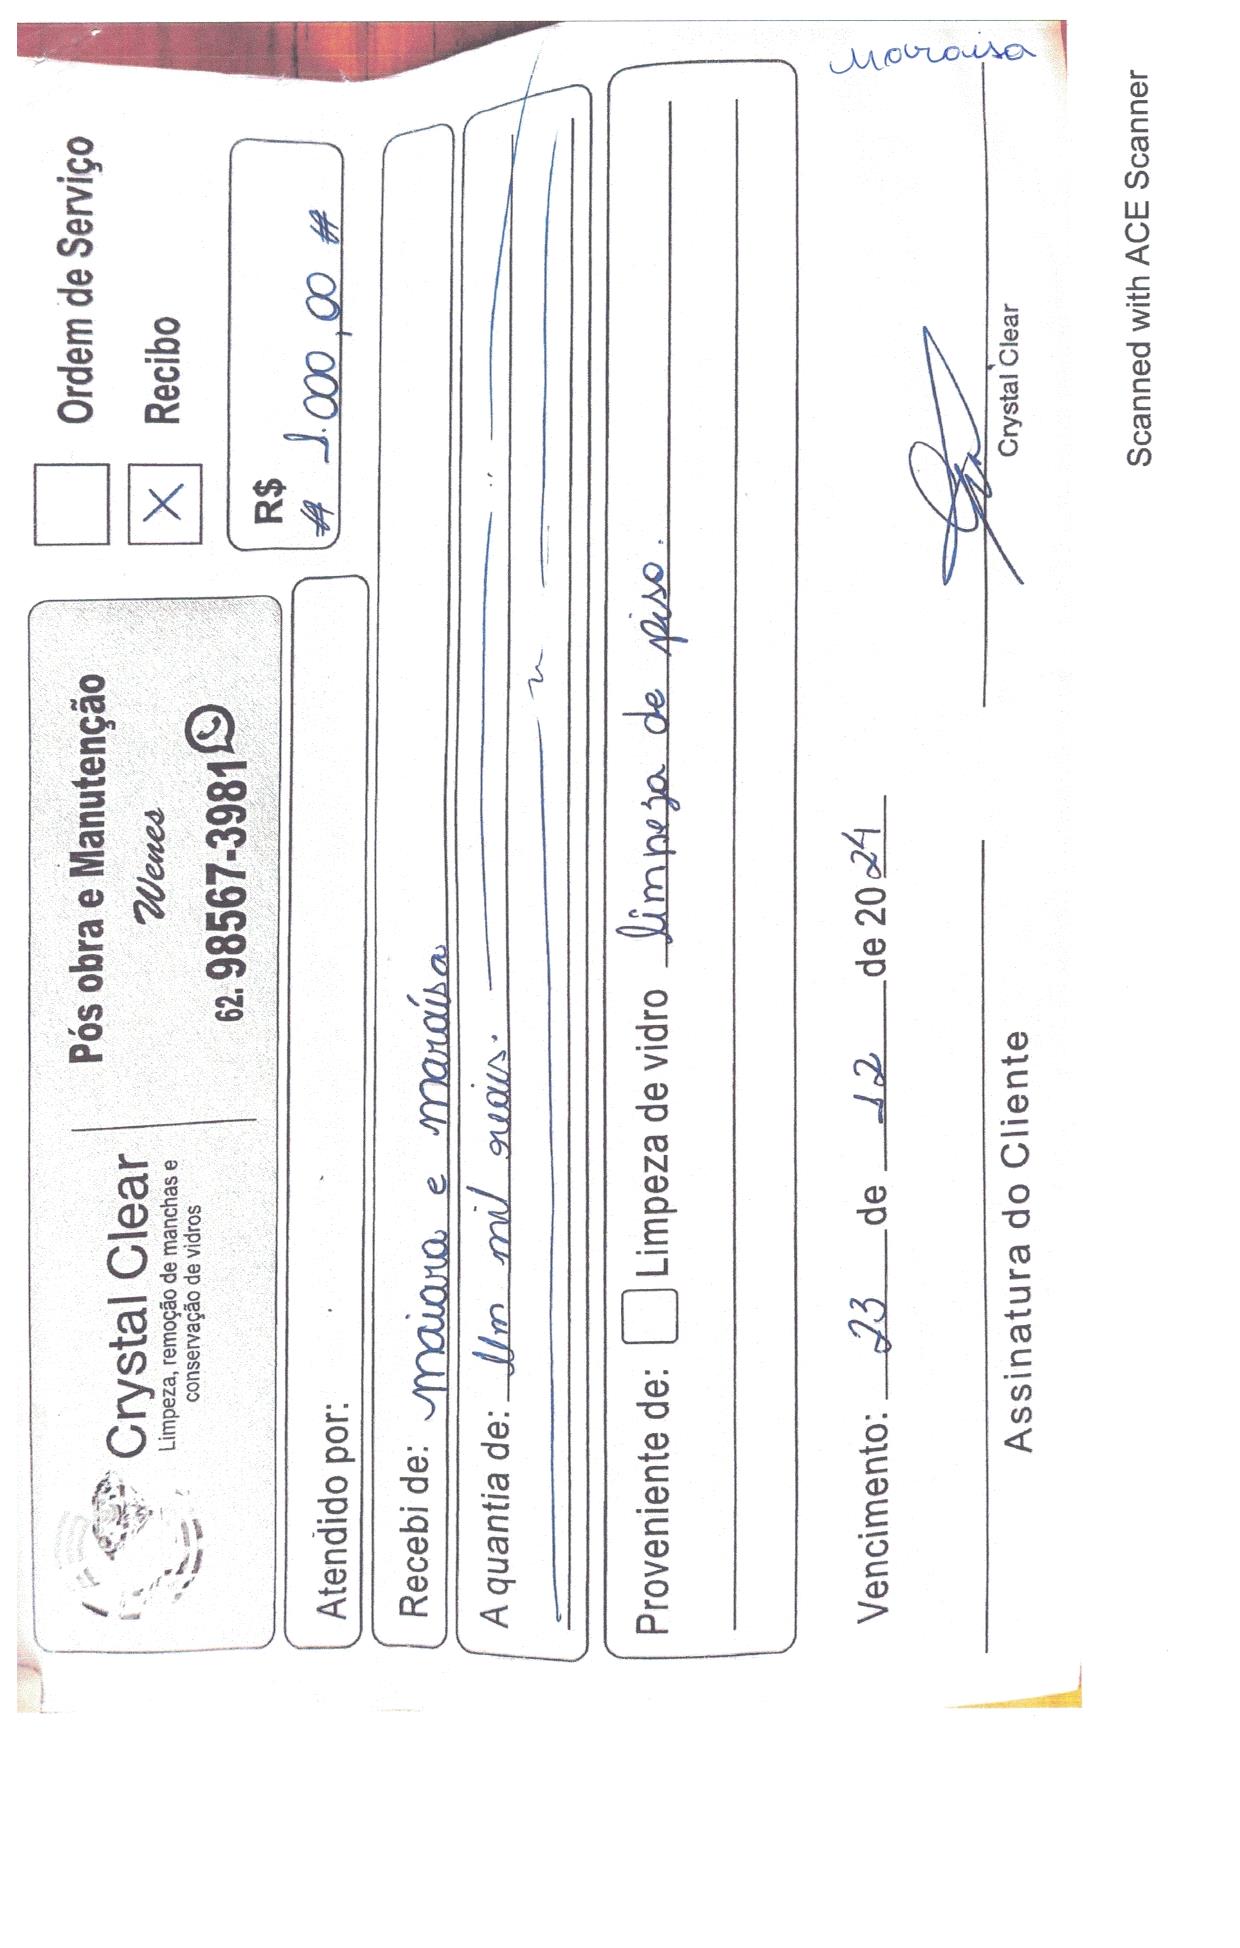 Crystal Clear
Limpeza, remoção de manchas e
conservação de vidros
Pós obra e Manutenção
Wenes
62. 98567-3981
Ordem de Serviço
X Recibo
R$
# 1.000,00 #
Atendido por:
Recebi de: maiara e maraísa
A quantia de: Um mil reais.
Proveniente de: Limpeza de vidro limpeza de piso.
Vencimento: 23 de 12 de 2024
Maraisa
Assinatura do Cliente
Crystal Clear
Scanned with ACE Scanner